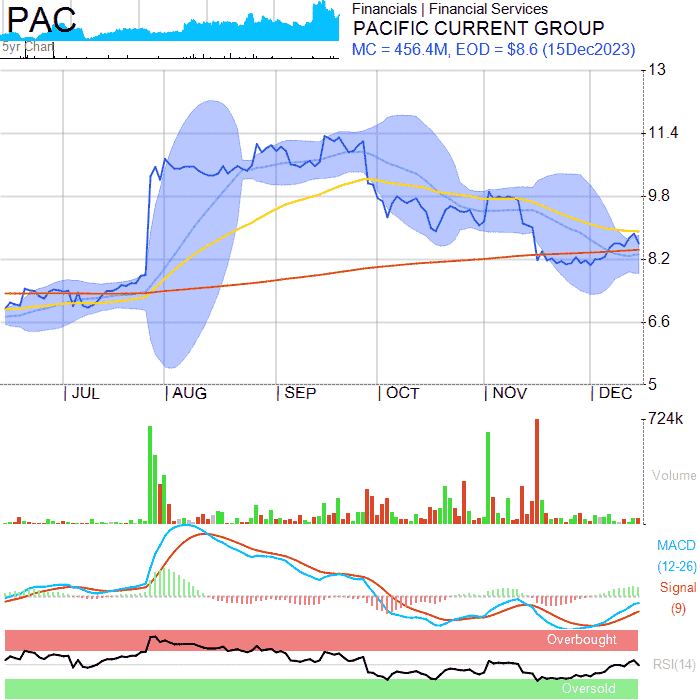 PAC
5yr Chart
Financials | Financial Services
PACIFIC CURRENT GROUP
MC = 456.4M, EOD = $8.6 (15Dec2023)
13
11.4
9.8
8.2
6.6
5
JUL AUG SEP OCT NOV DEC
724k
Volume
MACD
(12-26)
Signal
(9)
Overbought
RSI(14)
Oversold